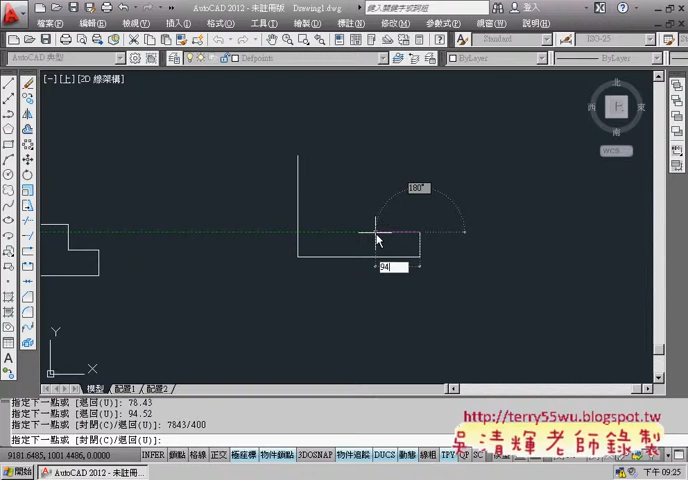 AutoCAD 2012 - 未註冊版 Drawing1.dwg
鍵入關鍵字或片語
登入
檔案(F) 編輯(E) 檢視(V) 插入(I) 格式(O) 工具(T) 繪製(D) 標註(N) 修改(M) 參數式(P) 視窗(W) 說明(H)
Standard ISO-25
AutoCAD 典型 Defpoints ByLayer ByLayer
[-] [上] [2D 線架構]
北
西 上 東
南
WCS
180°
94
Y
X
模型 配置1 配置2
指定下一點或 [退回(U)]: 78.43
指定下一點或 [退回(U)]: 94.52
指定下一點或 [封閉(C)/退回(U)]: 7843/400
指定下一點或 [封閉(C)/退回(U)]:
http://terry55wu.blogspot.tw
吳清輝老師錄製
9181.6485, 1001.4486, 0.0000 INFER 鎖點 格線 正交 極座標 物件鎖點 3DOSNAP 物件追蹤 DUCS 動態 線粗 TPY QP SC
開始 AutoCAD 2012 - 未註... 下午 09:25